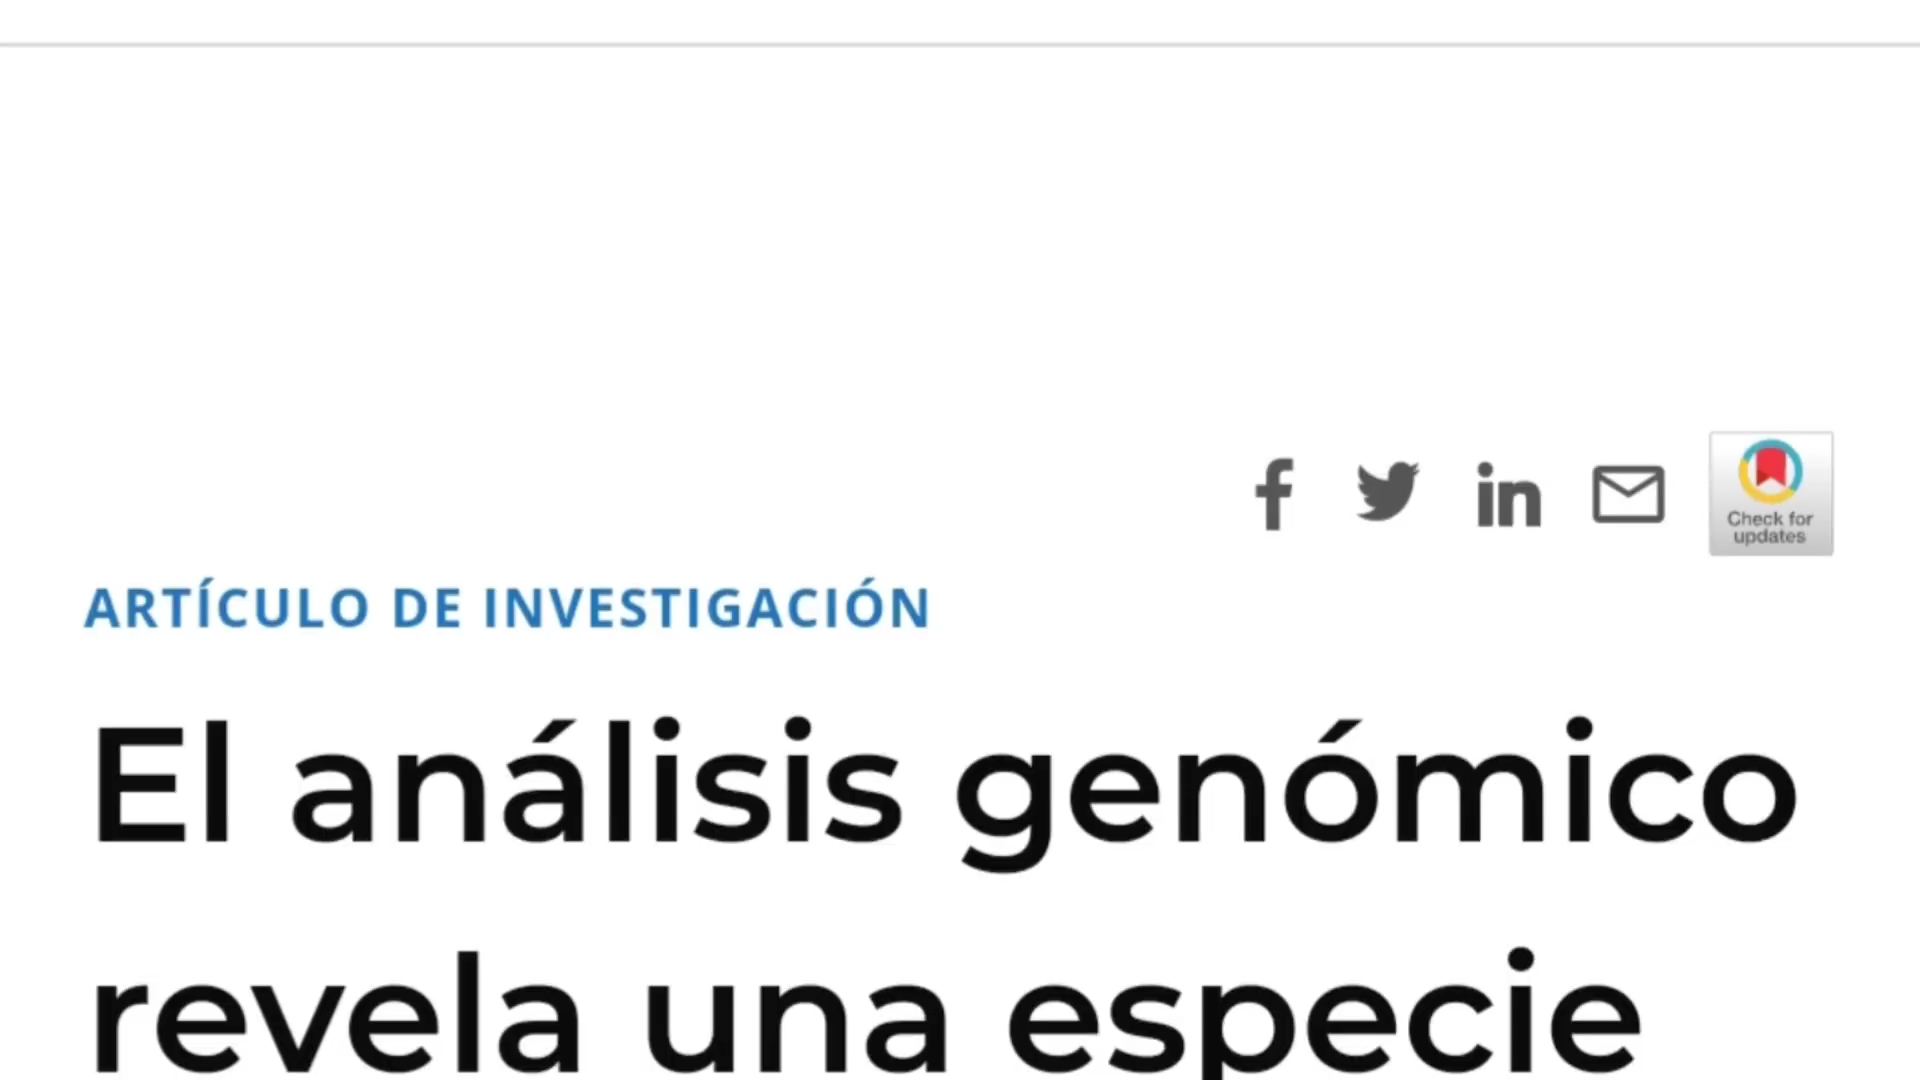 Check for
updates
ARTÍCULO DE INVESTIGACIÓN
El análisis genómico
revela una especie